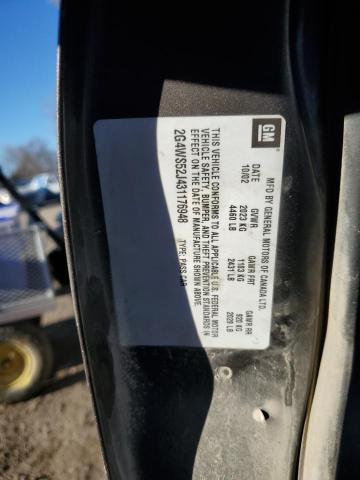 GM
MFG BY GENERAL MOTORS OF CANADA LTD.
DATE GVWR GAWR FRT GAWR RR
10/02 2023 KG 1103 KG 920 KG
4460 LB 2431 LB 2029 LB
THIS VEHICLE CONFORMS TO ALL APPLICABLE U.S. FEDERAL MOTOR
VEHICLE SAFETY, BUMPER, AND THEFT PREVENTION STANDARDS IN
EFFECT ON THE DATE OF MANUFACTURE SHOWN ABOVE.
2G4WS52J431176948 TYPE: PASS CAR